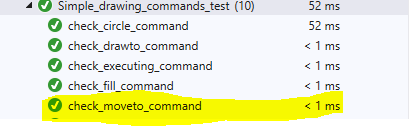 Simple_drawing_commands_test (10) 52 ms
check_circle_command 52 ms
check_drawto_command < 1 ms
check_executing_command < 1 ms
check_fill_command < 1 ms
check_moveto_command < 1 ms